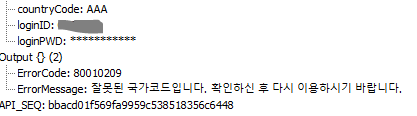 countryCode: AAA
loginID:
loginPWD: ***********
Output {} (2)
ErrorCode: 80010209
ErrorMessage: 잘못된 국가코드입니다. 확인하신 후 다시 이용하시기 바랍니다.
API_SEQ: bbacd01f569fa9959c538518356c6448